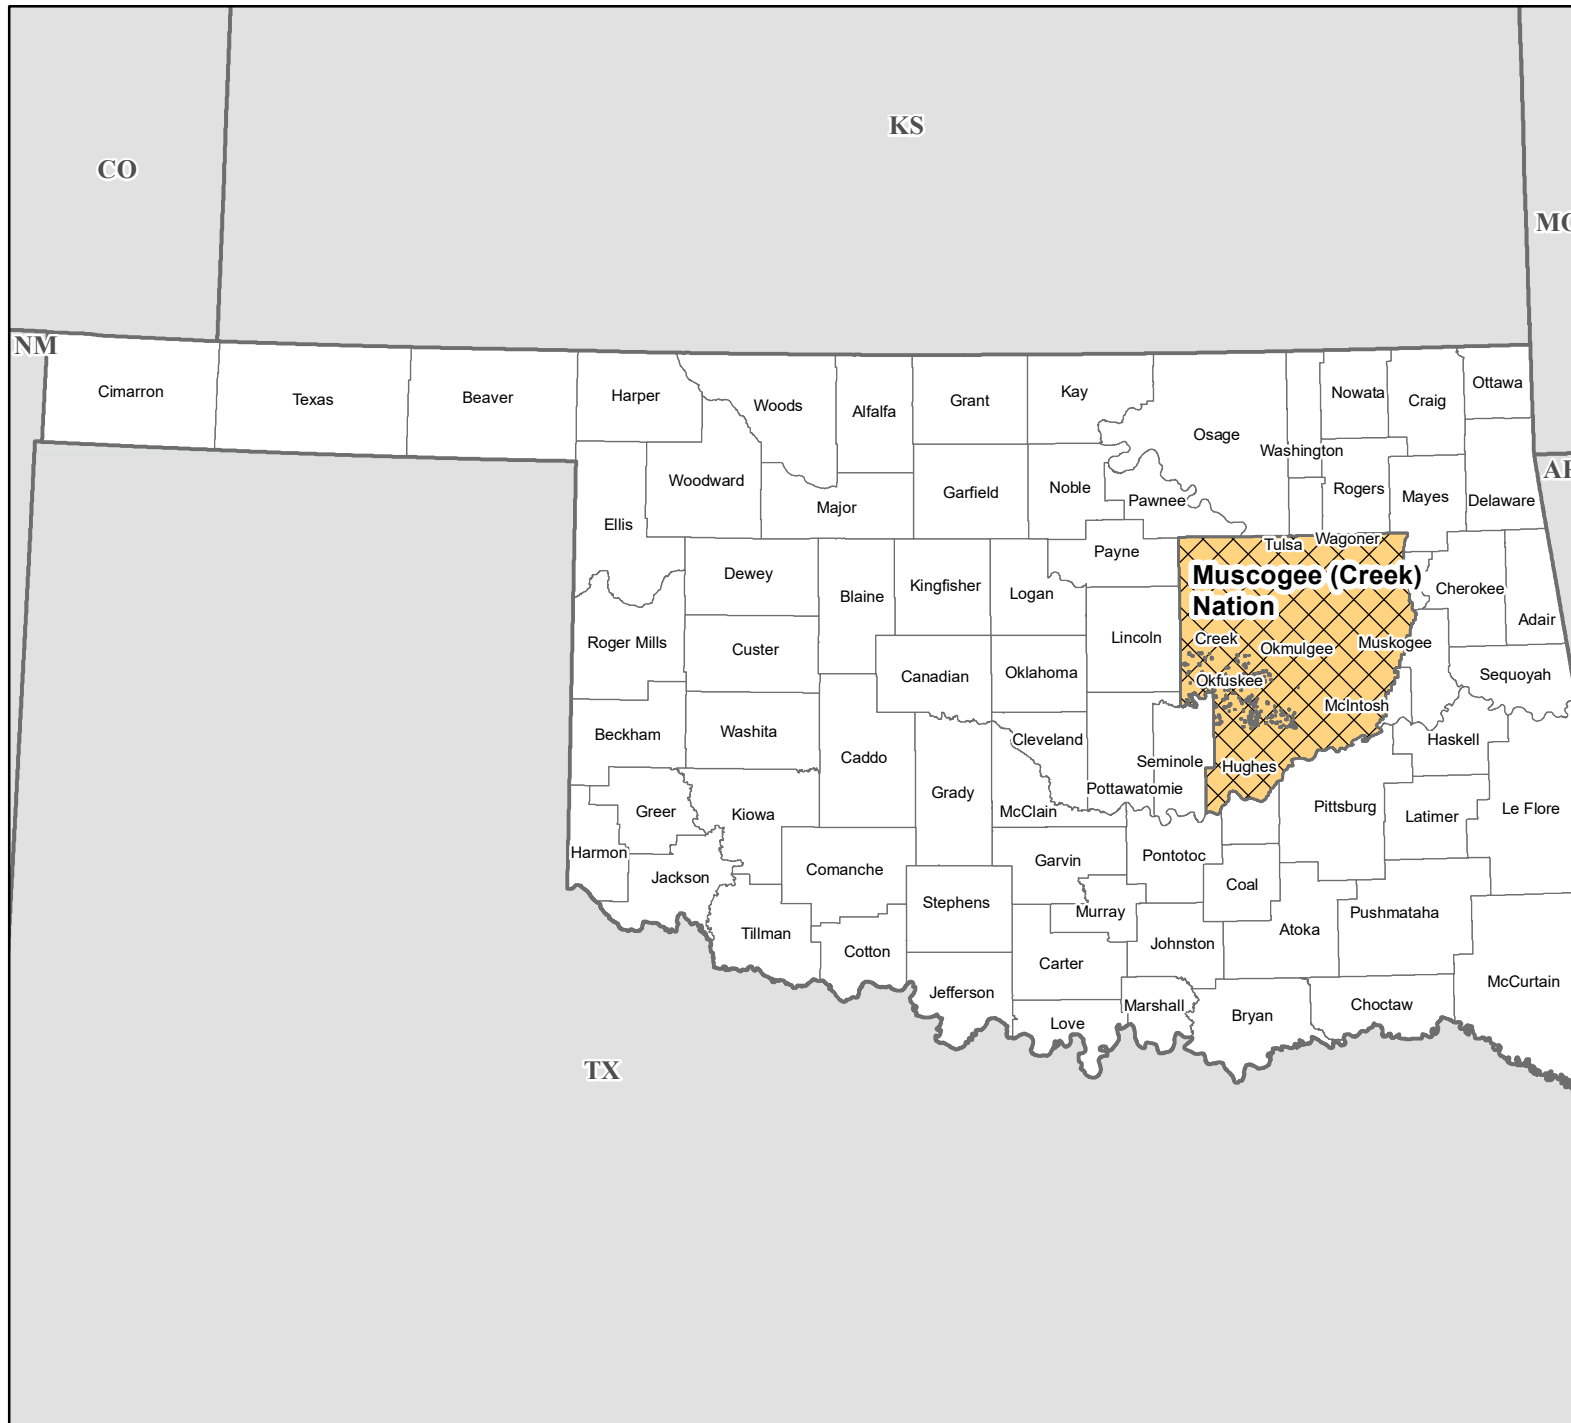 KS
CO
MO
NM
Cimarron
Texas
Beaver
Harper
Woods
Alfalfa
Grant
Kay
Osage
Washington
Nowata
Craig
Ottawa
AR
Woodward
Ellis
Major
Garfield
Noble
Pawnee
Rogers
Mayes
Delaware
Tulsa
Wagoner
Payne
Dewey
Blaine
Kingfisher
Logan
Muscogee (Creek)
Nation
Cherokee
Adair
Roger Mills
Custer
Canadian
Oklahoma
Lincoln
Creek
Okmulgee
Muskogee
Okfuskee
Sequoyah
McIntosh
Beckham
Washita
Caddo
Cleveland
Seminole
Hughes
Haskell
Pottawatomie
Grady
McClain
Greer
Kiowa
Pittsburg
Latimer
Le Flore
Harmon
Jackson
Comanche
Garvin
Pontotoc
Coal
Stephens
Murray
Pushmataha
Tillman
Cotton
Carter
Johnston
Atoka
Jefferson
Love
Marshall
Bryan
Choctaw
McCurtain
TX